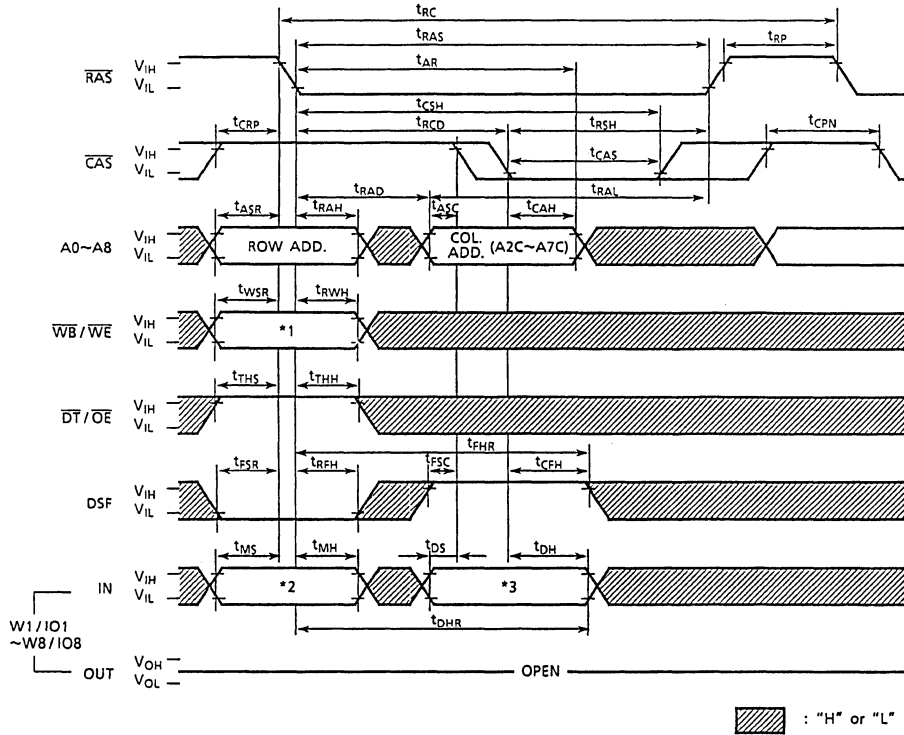 tRC
tRAS
tRP
tAR
RAS
VIH
VIL
tCSH
tCRP
tRCD
tRSH
tCPN
CAS
VIH
VIL
tCAS
tRAD
tRAL
tASR
tRAH
tASC
tCAH
A0~A8
VIH
VIL
ROW ADD.
COL. ADD. (A2C~A7C)
tWSR
tRWH
WB/WE
VIH
VIL
*1
tTHS
tTHH
DT/OE
VIH
VIL
tFHR
tFSR
tRFH
tFSC
tCFH
DSF
VIH
VIL
tMS
tMH
tDS
tDH
IN
VIH
VIL
*2
*3
tDHR
W1/IO1
~W8/IO8
OUT
VOH
VOL
OPEN
: "H" or "L"